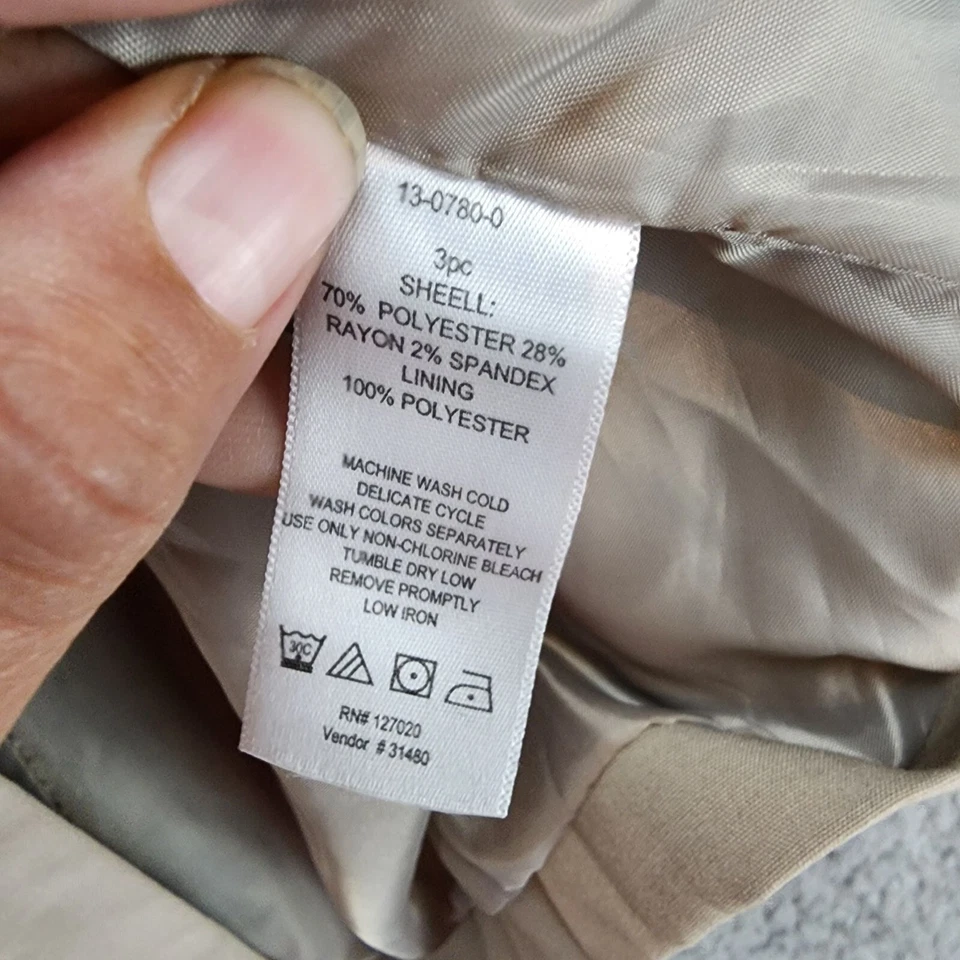 13-0780-0
3pc
SHEELL:
70% POLYESTER 28%
RAYON 2% SPANDEX
LINING
100% POLYESTER
MACHINE WASH COLD
DELICATE CYCLE
WASH COLORS SEPARATELY
USE ONLY NON-CHLORINE BLEACH
TUMBLE DRY LOW
REMOVE PROMPTLY
LOW IRON
30C
RN# 127020
Vendor # 31480